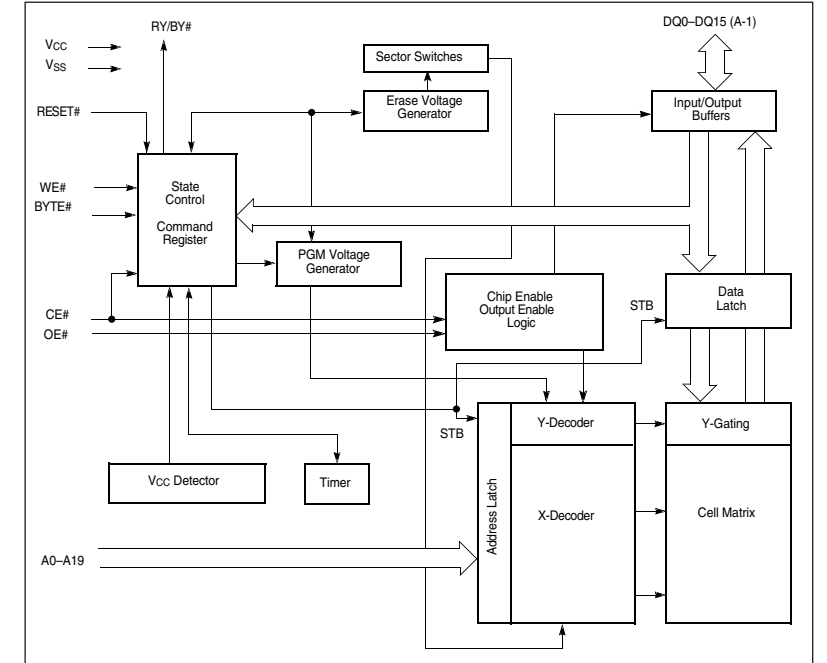 RY/BY#
DQ0–DQ15 (A-1)
VCC
VSS
Sector Switches
RESET#
Erase Voltage
Generator
Input/Output
Buffers
WE#
BYTE#
State
Control
Command
Register
PGM Voltage
Generator
Chip Enable
Output Enable
Logic
STB
Data
Latch
CE#
OE#
STB
Y-Decoder
Y-Gating
VCC Detector
Timer
Address Latch
X-Decoder
Cell Matrix
A0–A19